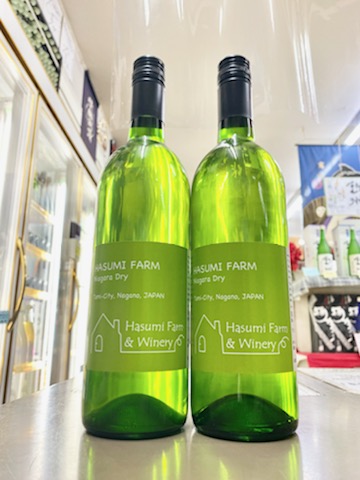 HASUMI FARM
Niagara Dry
Tomi-City, Nagano, JAPAN
Hasumi Farm
& Winery
HASUMI FARM
Niagara Dry
Tomi-City, Nagano, JAPAN
Hasumi Farm
& Winery